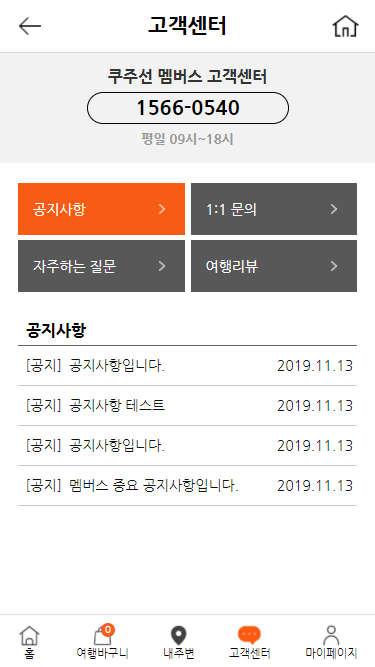 고객센터
쿠주선 멤버스 고객센터
1566-0540
평일 09시~18시
공지사항
1:1 문의
자주하는 질문
여행리뷰
공지사항
[공지] 공지사항입니다. 2019.11.13
[공지] 공지사항 테스트 2019.11.13
[공지] 공지사항입니다. 2019.11.13
[공지] 멤버스 중요 공지사항입니다. 2019.11.13
0
홈 여행바구니 내주변 고객센터 마이페이지